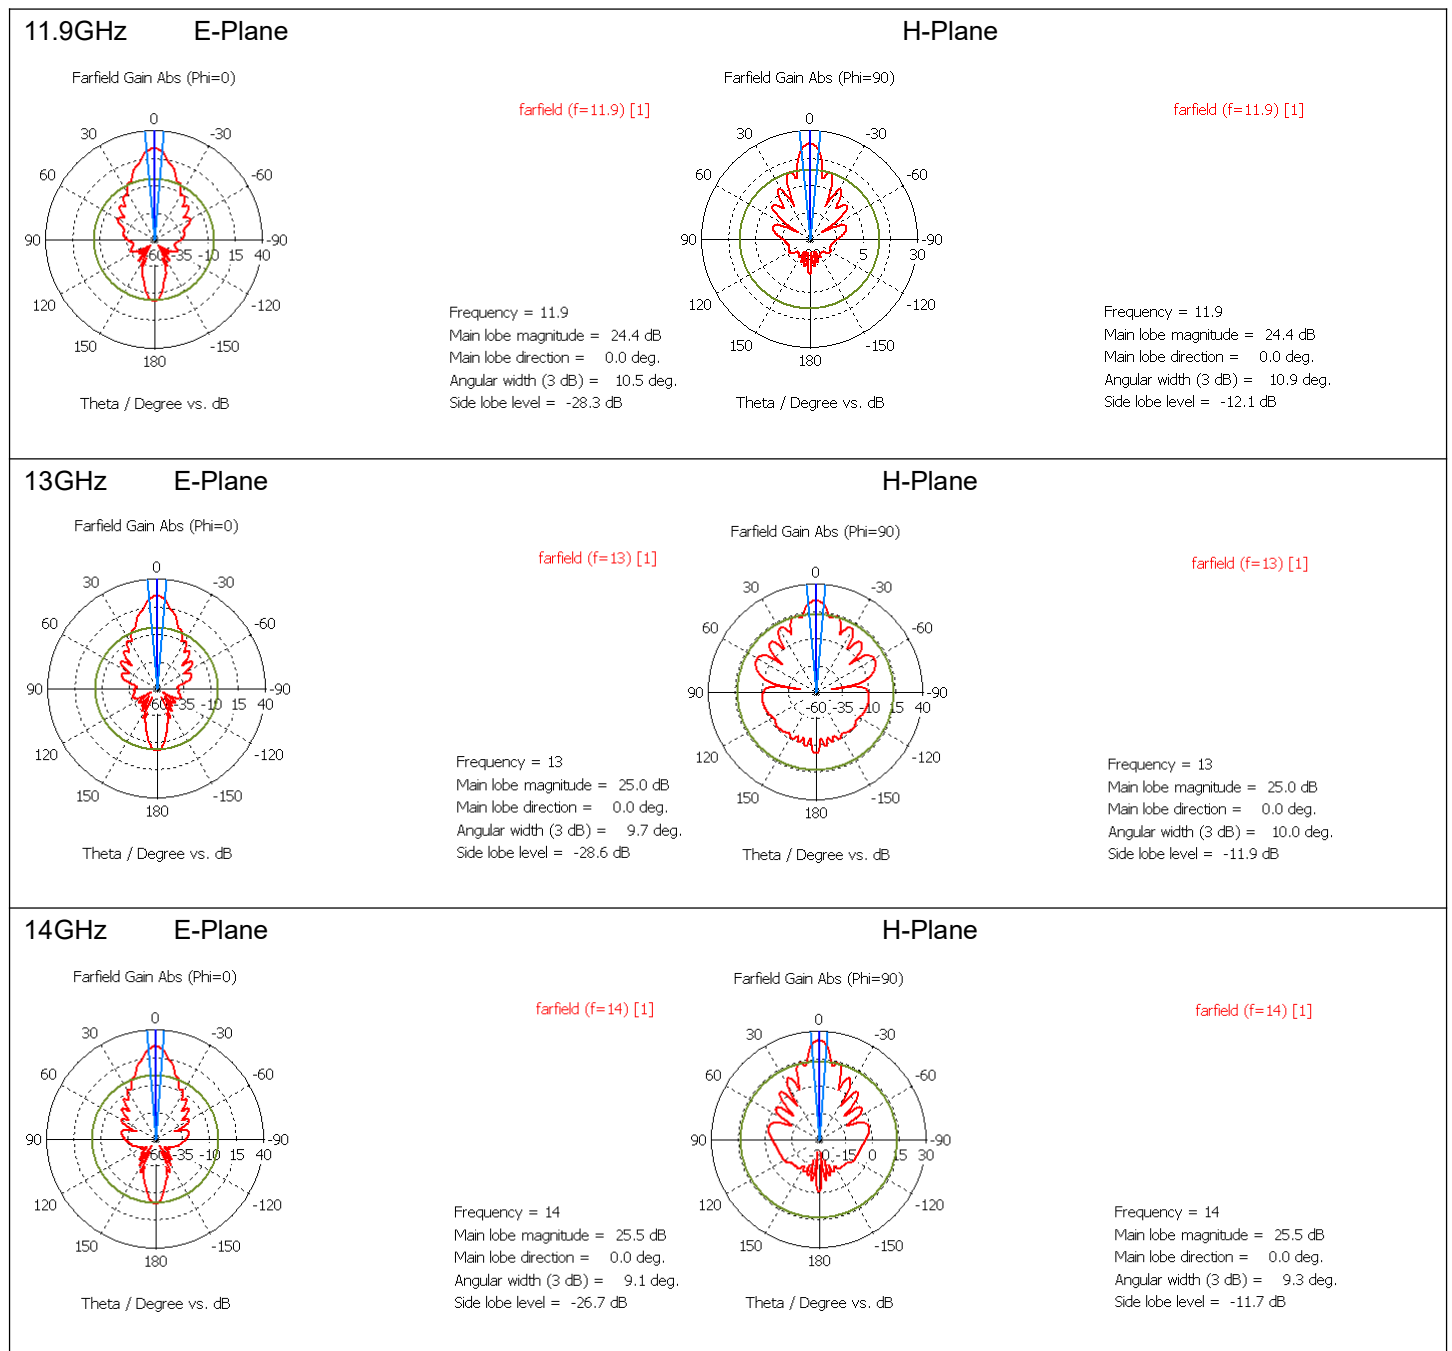 11.9GHz E-Plane H-Plane
Farfield Gain Abs (Phi=0)
farfield (f=11.9) [1]
0
30 -30
60 -60
90 -35 -10 15 40 -90
120 -120
150 -150
180
Frequency = 11.9
Main lobe magnitude = 24.4 dB
Main lobe direction = 0.0 deg.
Angular width (3 dB) = 10.5 deg.
Side lobe level = -28.3 dB
Theta / Degree vs. dB
Farfield Gain Abs (Phi=90)
farfield (f=11.9) [1]
0
30 -30
60 -60
90 5 30 -90
120 -120
150 -150
180
Frequency = 11.9
Main lobe magnitude = 24.4 dB
Main lobe direction = 0.0 deg.
Angular width (3 dB) = 10.9 deg.
Side lobe level = -12.1 dB
Theta / Degree vs. dB
13GHz E-Plane H-Plane
Farfield Gain Abs (Phi=0)
farfield (f=13) [1]
0
30 -30
60 -60
90 -35 -10 15 40 -90
120 -120
150 -150
180
Frequency = 13
Main lobe magnitude = 25.0 dB
Main lobe direction = 0.0 deg.
Angular width (3 dB) = 9.7 deg.
Side lobe level = -28.6 dB
Theta / Degree vs. dB
Farfield Gain Abs (Phi=90)
farfield (f=13) [1]
0
30 -30
60 -60
90 -60 -35 -10 15 40 -90
120 -120
150 -150
180
Frequency = 13
Main lobe magnitude = 25.0 dB
Main lobe direction = 0.0 deg.
Angular width (3 dB) = 10.0 deg.
Side lobe level = -11.9 dB
Theta / Degree vs. dB
14GHz E-Plane H-Plane
Farfield Gain Abs (Phi=0)
farfield (f=14) [1]
0
30 -30
60 -60
90 -35 -10 15 40 -90
120 -120
150 -150
180
Frequency = 14
Main lobe magnitude = 25.5 dB
Main lobe direction = 0.0 deg.
Angular width (3 dB) = 9.1 deg.
Side lobe level = -26.7 dB
Theta / Degree vs. dB
Farfield Gain Abs (Phi=90)
farfield (f=14) [1]
0
30 -30
60 -60
90 -15 0 15 30 -90
120 -120
150 -150
180
Frequency = 14
Main lobe magnitude = 25.5 dB
Main lobe direction = 0.0 deg.
Angular width (3 dB) = 9.3 deg.
Side lobe level = -11.7 dB
Theta / Degree vs. dB